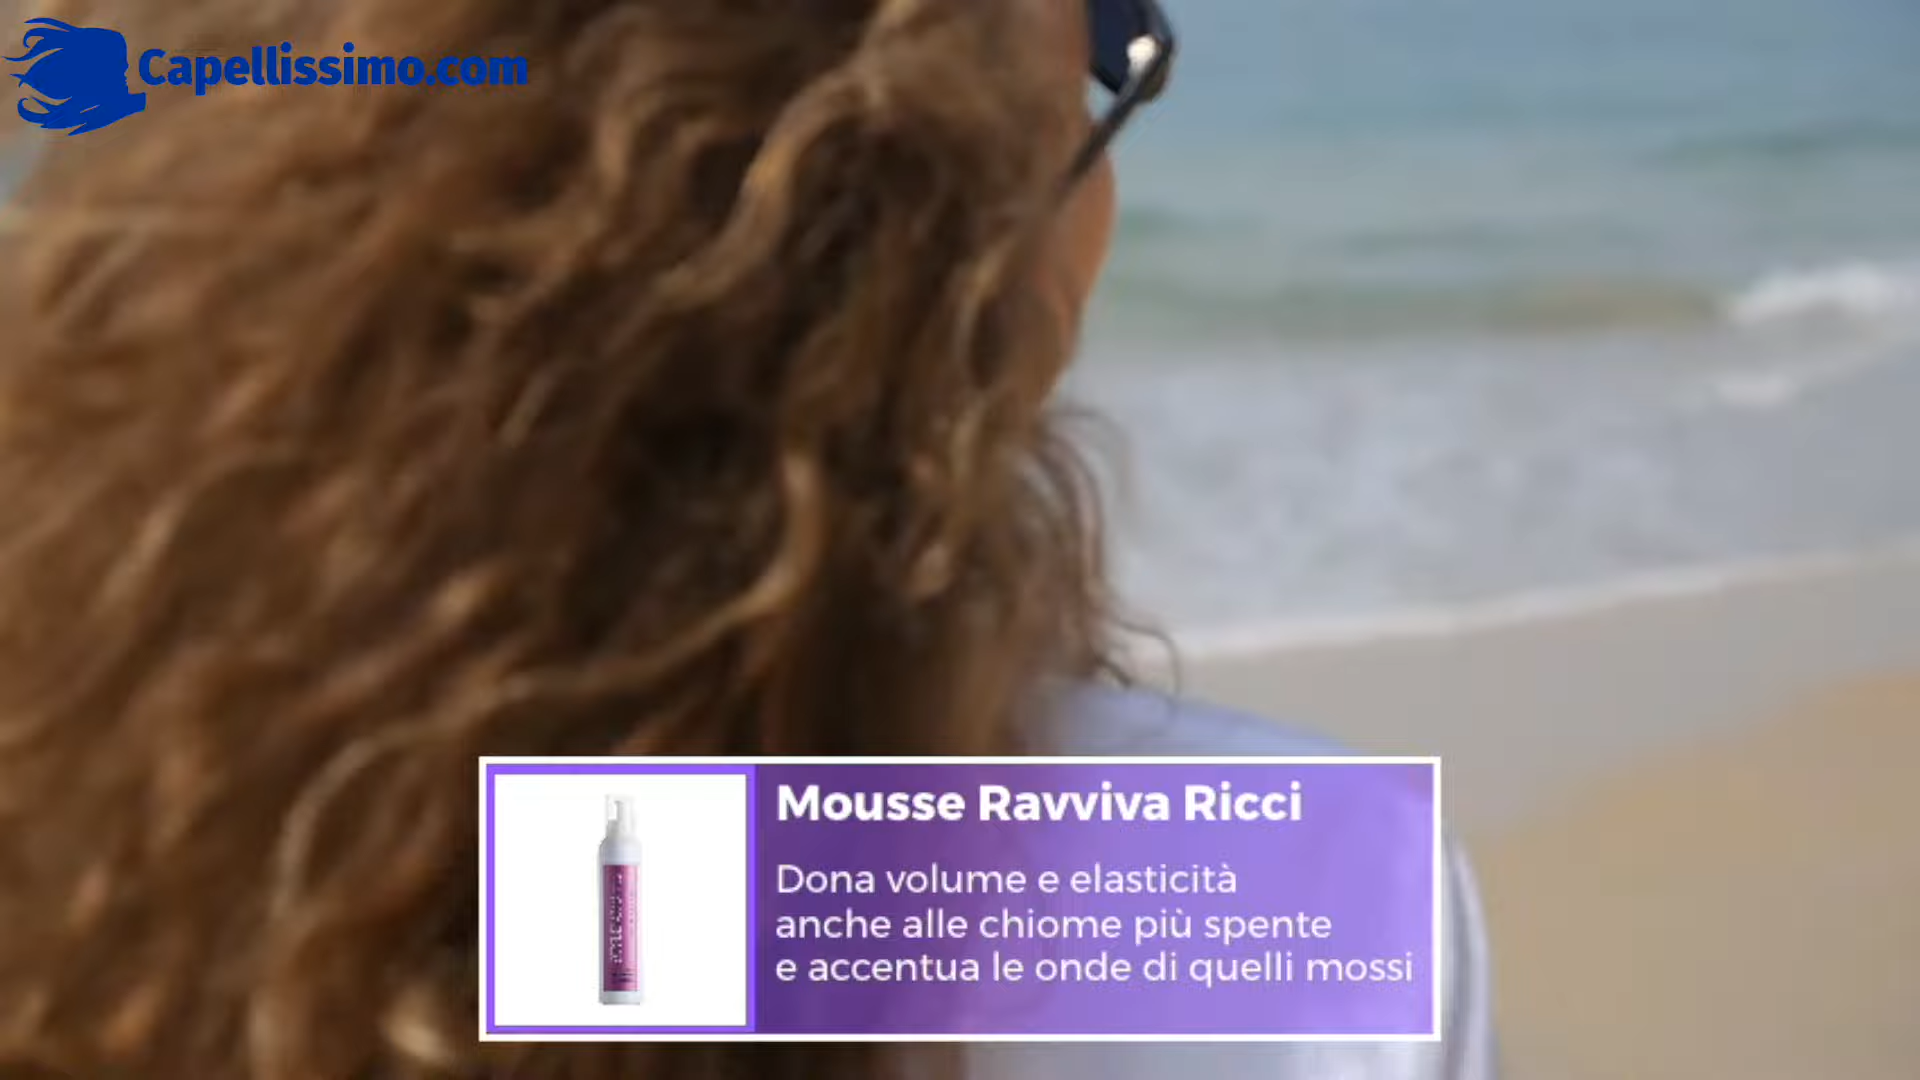 Capellissimo.com
Mousse Ravviva Ricci
Dona volume e elasticità
anche alle chiome più spente
e accentua le onde di quelli mossi